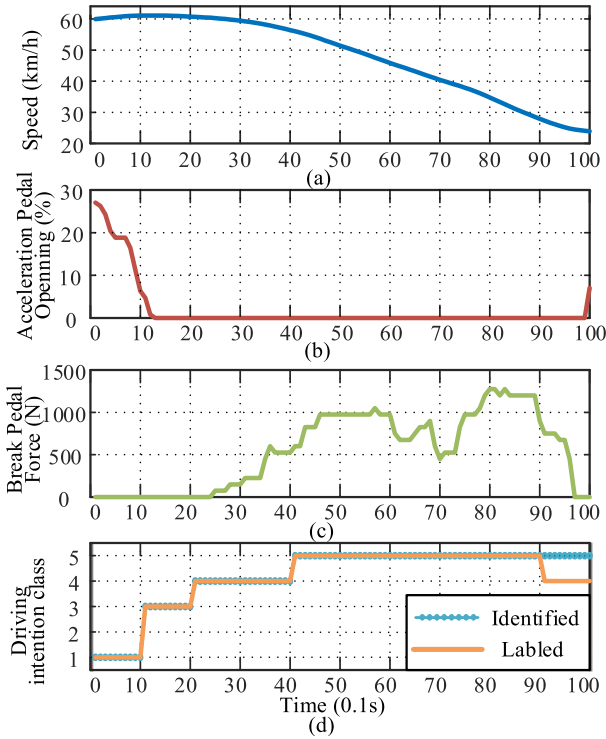 60
50
40
30
20
Speed (km/h)
0 10 20 30 40 50 60 70 80 90 100
(a)
30
20
10
0
Acceleration Pedal
Openning (%)
0 10 20 30 40 50 60 70 80 90 100
(b)
1500
1000
500
0
Break Pedal
Force (N)
0 10 20 30 40 50 60 70 80 90 100
(c)
5
4
3
2
1
Driving
intention class
Identified
Labled
0 10 20 30 40 50 60 70 80 90 100
Time (0.1s)
(d)